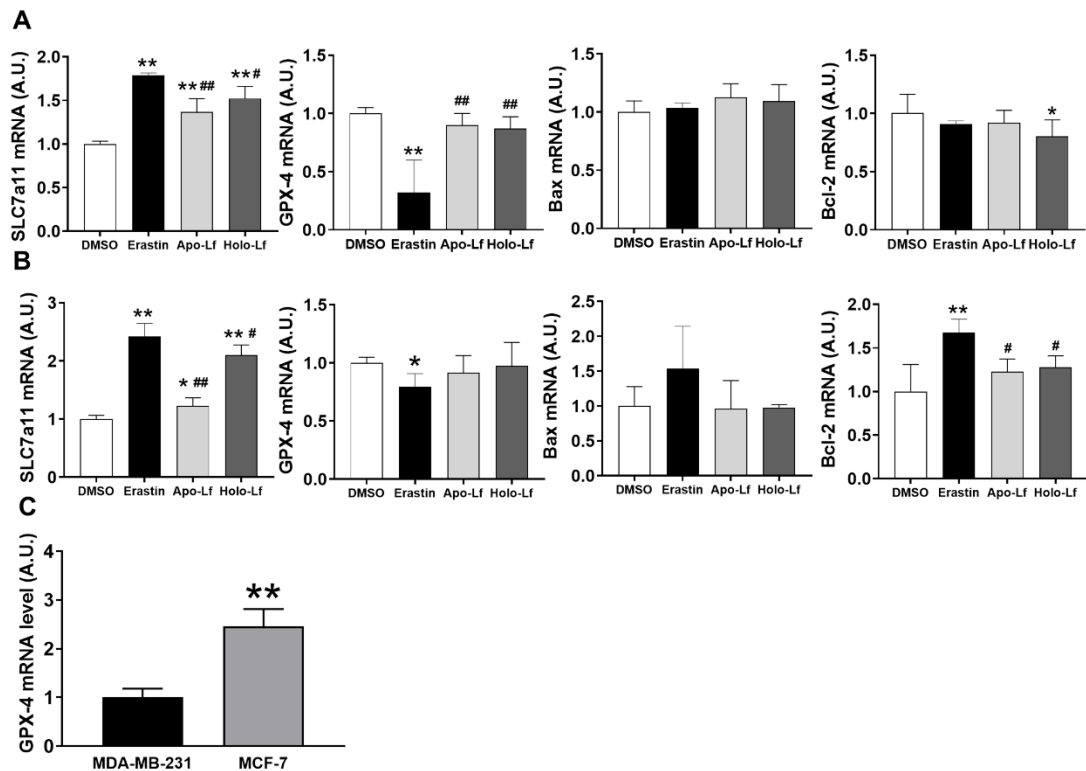 A
SLC7a11 mRNA (A.U.)
2.0
1.5
1.0
0.5
0.0
**
**##
**#
DMSO Erastin Apo-Lf Holo-Lf
GPX-4 mRNA (A.U.)
1.5
1.0
0.5
0.0
**
##
##
DMSO Erastin Apo-Lf Holo-Lf
Bax mRNA (A.U.)
1.5
1.0
0.5
0.0
DMSO Erastin Apo-Lf Holo-Lf
Bcl-2 mRNA (A.U.)
1.5
1.0
0.5
0.0
*
DMSO Erastin Apo-Lf Holo-Lf
B
SLC7a11 mRNA (A.U.)
3
2
1
0
**
* ##
** #
DMSO Erastin Apo-Lf Holo-Lf
GPX-4 mRNA (A.U.)
1.5
1.0
0.5
0.0
*
DMSO Erastin Apo-Lf Holo-Lf
Bax mRNA (A.U.)
2.5
2.0
1.5
1.0
0.5
0.0
DMSO Erastin Apo-Lf Holo-Lf
Bcl-2 mRNA (A.U.)
2.0
1.5
1.0
0.5
0.0
**
#
#
DMSO Erastin Apo-Lf Holo-Lf
C
GPX-4 mRNA level (A.U.)
4
3
2
1
0
**
MDA-MB-231 MCF-7